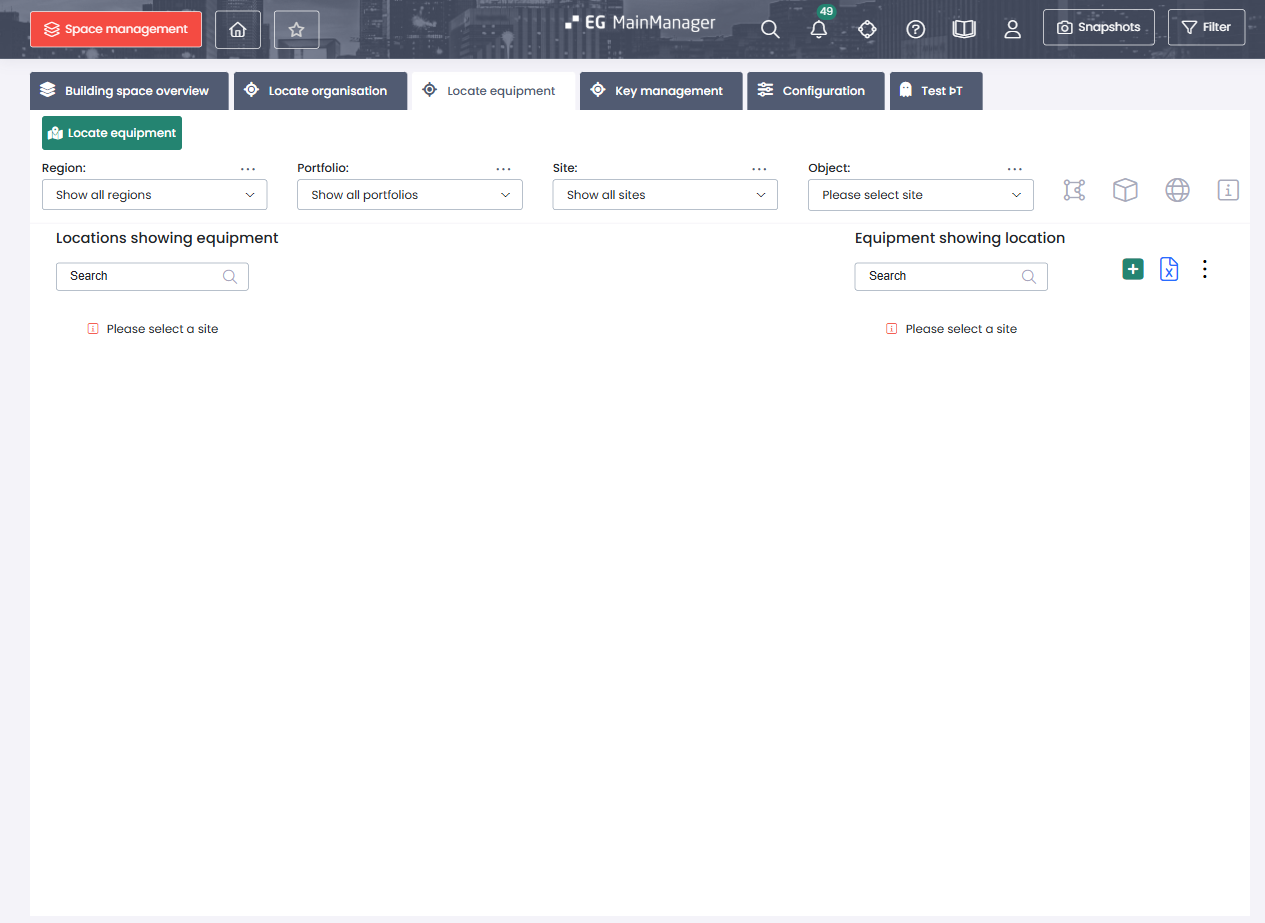 Space management
EG MainManager
49
Snapshots
Filter
Building space overview
Locate organisation
Locate equipment
Key management
Configuration
Test ÞT
Locate equipment
Region:
Portfolio:
Site:
Object:
Show all regions
Show all portfolios
Show all sites
Please select site
Locations showing equipment
Equipment showing location
Search
Search
Please select a site
Please select a site